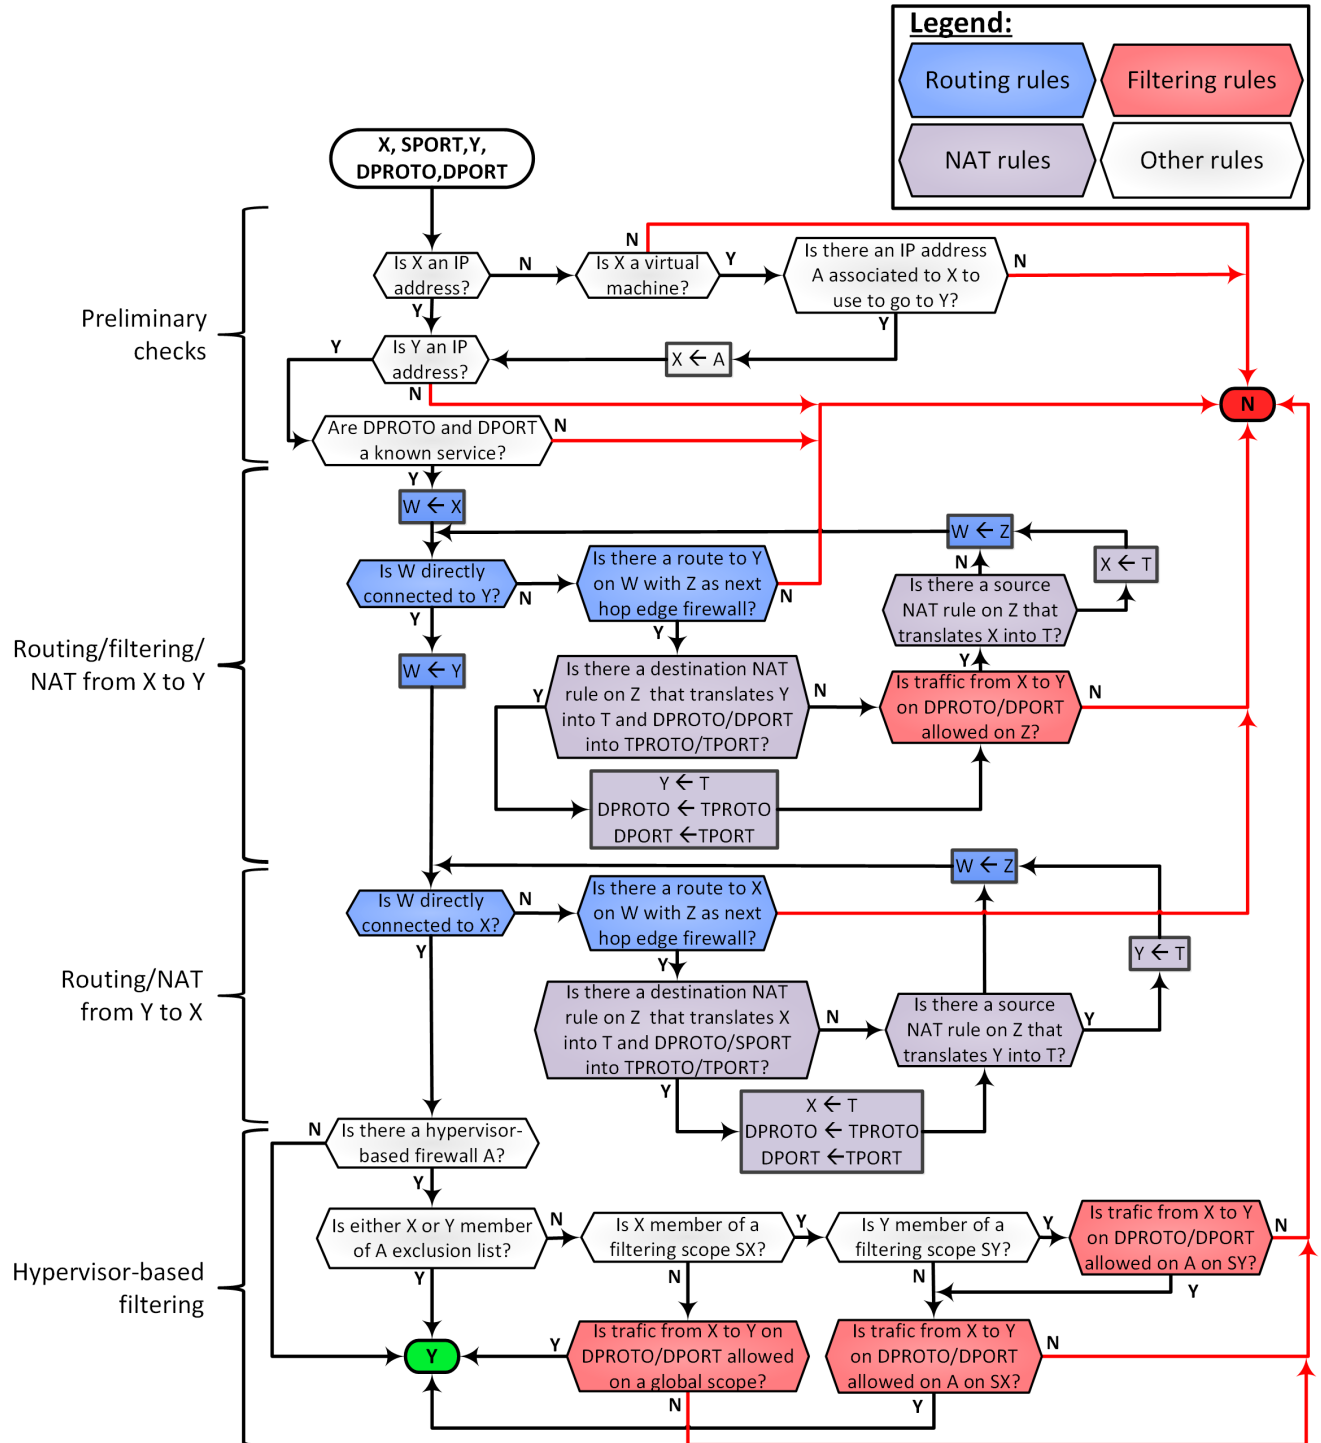 Legend:
Routing rules
Filtering rules
NAT rules
Other rules
X, SPORT,Y,
DPROTO,DPORT
Preliminary
checks
Is X an IP
address?
N
Y
Is X a virtual
machine?
N
Y
Is there an IP address
A associated to X to
use to go to Y?
N
Y
X ← A
Is Y an IP
address?
Y
N
N
Are DPROTO and DPORT
a known service?
N
Y
Routing/filtering/
NAT from X to Y
W ← X
W ← Z
X ← T
Is W directly
connected to Y?
N
Y
Is there a route to Y
on W with Z as next
hop edge firewall?
N
Y
Is there a source
NAT rule on Z that
translates X into T?
N
W ← Y
Is there a destination NAT
rule on Z that translates Y
into T and DPROTO/DPORT
into TPROTO/TPORT?
Y
N
Is traffic from X to Y
on DPROTO/DPORT
allowed on Z?
Y
N
Y ← T
DPROTO ← TPROTO
DPORT ←TPORT
Routing/NAT
from Y to X
W ← Z
Is W directly
connected to X?
N
Y
Is there a route to X
on W with Z as next
hop edge firewall?
Y
Y ← T
Is there a destination NAT
rule on Z that translates X
into T and DPROTO/SPORT
into TPROTO/TPORT?
N
Y
Is there a source
NAT rule on Z that
translates Y into T?
Y
X ← T
DPROTO ← TPROTO
DPORT ←TPORT
Hypervisor-based
filtering
Is there a hypervisor-
based firewall A?
N
Y
Is either X or Y member
of A exclusion list?
N
Y
Is X member of a
filtering scope SX?
Y
N
Is Y member of a
filtering scope SY?
Y
N
Is trafic from X to Y
on DPROTO/DPORT
allowed on A on SY?
N
Y
Y
Is trafic from X to Y on
DPROTO/DPORT allowed
on a global scope?
Y
N
Is trafic from X to Y
on DPROTO/DPORT
allowed on A on SX?
N
Y